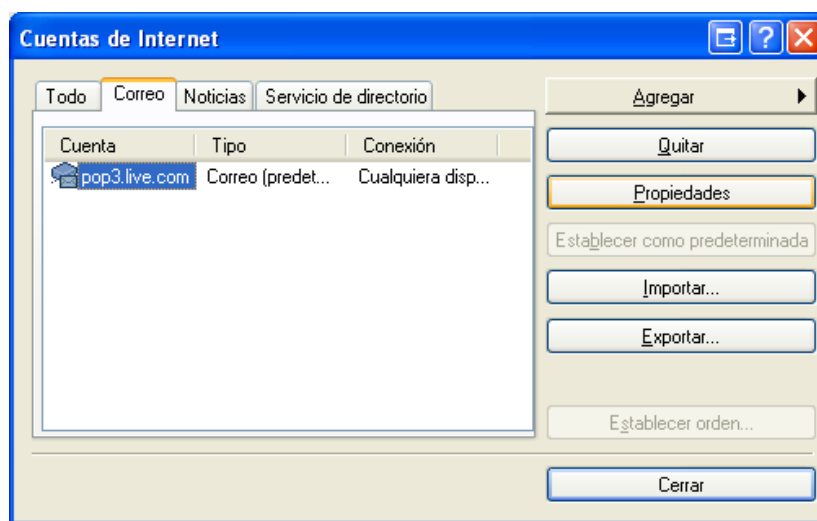 Cuentas de Internet
Todo Correo Noticias Servicio de directorio
Cuenta Tipo Conexión
pop3.live.com Correo (predet... Cualquiera disp...
Agregar
Quitar
Propiedades
Establecer como predeterminada
Importar...
Exportar...
Establecer orden...
Cerrar